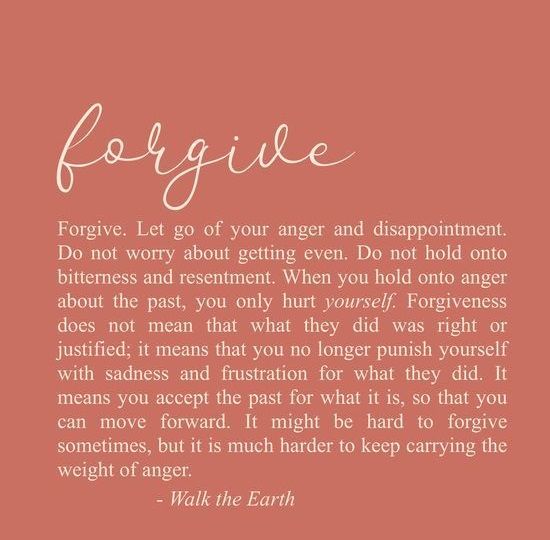 forgive
Forgive. Let go of your anger and disappointment.
Do not worry about getting even. Do not hold onto
bitterness and resentment. When you hold onto anger
about the past, you only hurt yourself. Forgiveness
does not mean that what they did was right or
justified; it means that you no longer punish yourself
with sadness and frustration for what they did. It
means you accept the past for what it is, so that you
can move forward. It might be hard to forgive
sometimes, but it is much harder to keep carrying the
weight of anger.
- Walk the Earth